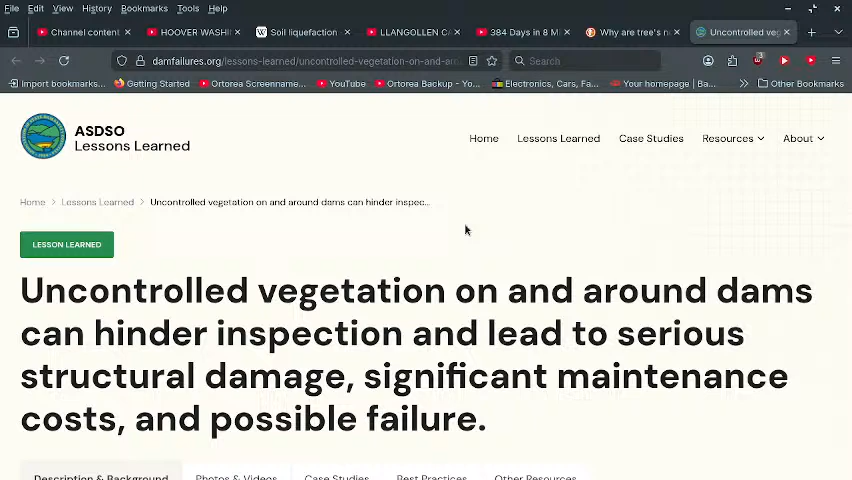 File Edit View History Bookmarks Tools Help
Channel content
HOOVER WASHI
Soil liquefaction
LLANGOLLEN CA
384 Days in 8 M
Why are tree's n
Uncontrolled veg
damfailures.org/lessons-learned/uncontrolled-vegetation-on-and-ar
Search
3
Import bookmarks...
Getting Started
Ortorea Screenname...
YouTube
Ortorea Backup - Yo...
Electronics, Cars, Fa...
Your homepage | Ba...
Other Bookmarks
ASDSO
Lessons Learned
Home
Lessons Learned
Case Studies
Resources
About
Home > Lessons Learned > Uncontrolled vegetation on and around dams can hinder inspec...
LESSON LEARNED
Uncontrolled vegetation on and around dams
can hinder inspection and lead to serious
structural damage, significant maintenance
costs, and possible failure.
Description & Background
Photos & Videos
Case Studies
Best Practices
Other Resources